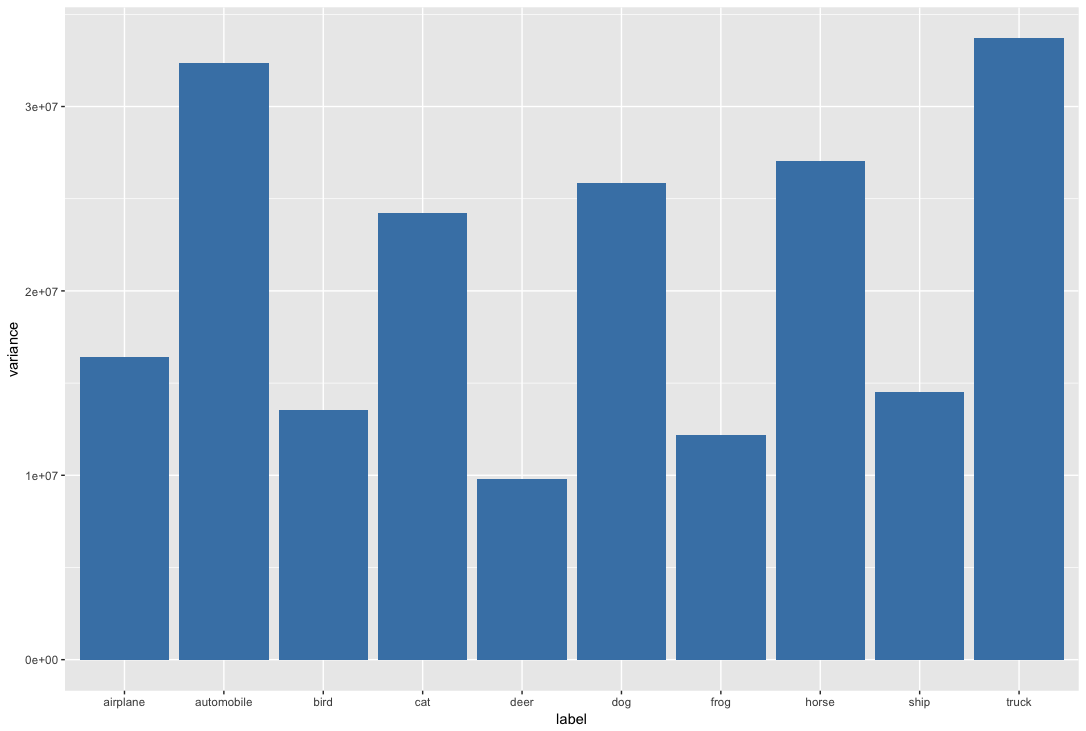 variance
3e+07
2e+07
1e+07
0e+00
airplane automobile bird cat deer dog frog horse ship truck
label